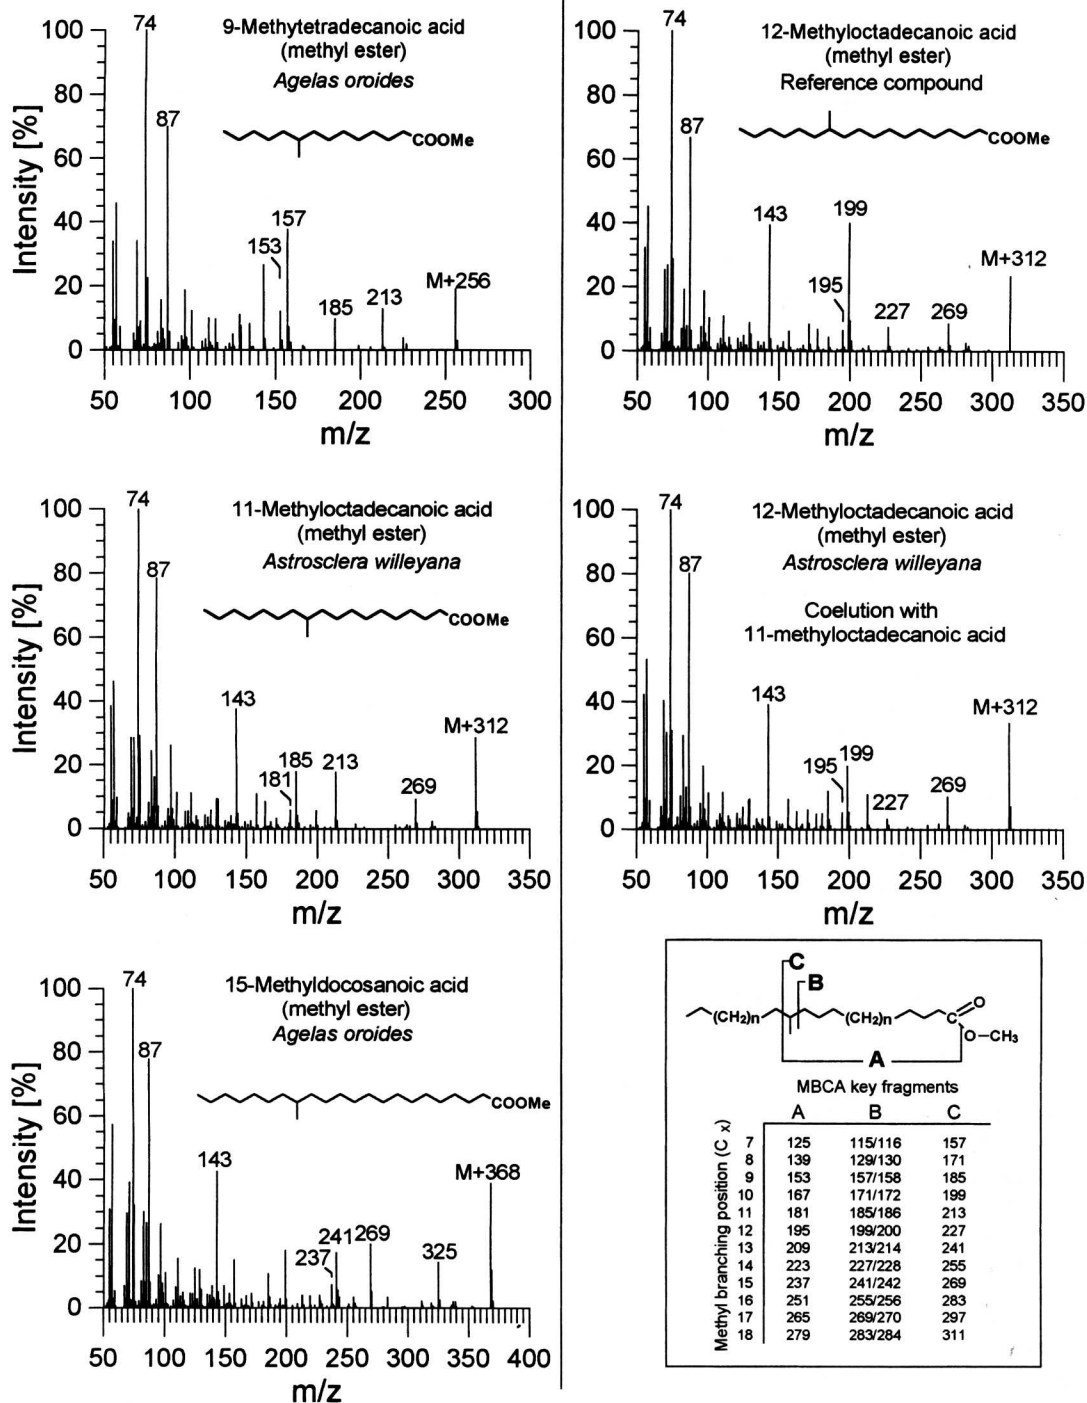 9-Methytetradecanoic acid
(methyl ester)
Agelas oroides
COOMe
74
87
153
157
185
213
M+256
Intensity [%]
100
80
60
40
20
0
50 100 150 200 250 300
m/z
11-Methyloctadecanoic acid
(methyl ester)
Astrosclera willeyana
COOMe
74
87
143
181
185
213
269
M+312
Intensity [%]
100
80
60
40
20
0
50 100 150 200 250 300 350
m/z
15-Methyldocosanoic acid
(methyl ester)
Agelas oroides
COOMe
74
87
143
237
241
269
325
M+368
Intensity [%]
100
80
60
40
20
0
50 100 150 200 250 300 350 400
m/z
12-Methyloctadecanoic acid
(methyl ester)
Reference compound
COOMe
74
87
143
195
199
227
269
M+312
100
80
60
40
20
0
50 100 150 200 250 300 350
m/z
12-Methyloctadecanoic acid
(methyl ester)
Astrosclera willeyana
Coelution with
11-methyloctadecanoic acid
74
87
143
195
199
227
269
M+312
100
80
60
40
20
0
50 100 150 200 250 300 350
m/z
C
B
(CH2)n (CH2)n C O
O-CH3
A
MBCA key fragments
A B C
Methyl branching position (C x)
7 125 115/116 157
8 139 129/130 171
9 153 157/158 185
10 167 171/172 199
11 181 185/186 213
12 195 199/200 227
13 209 213/214 241
14 223 227/228 255
15 237 241/242 269
16 251 255/256 283
17 265 269/270 297
18 279 283/284 311